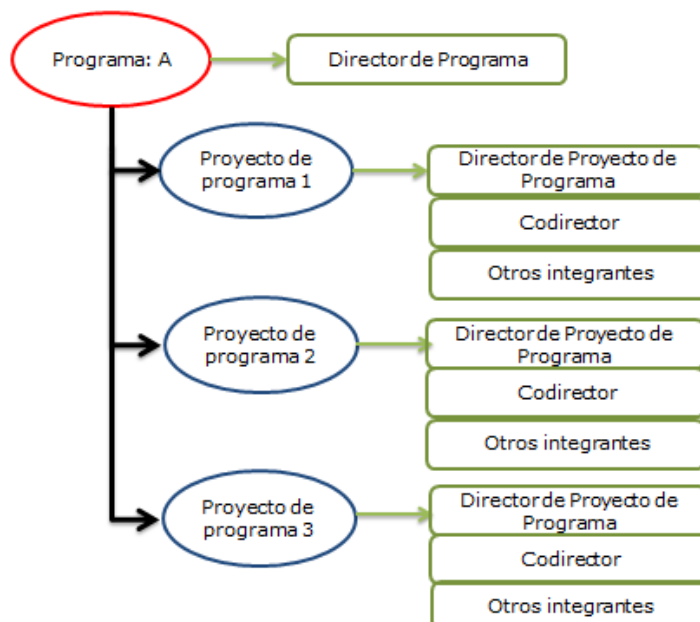 Programa: A
Director de Programa
Proyecto de
programa 1
Director de Proyecto de
Programa
Codirector
Otros integrantes
Proyecto de
programa 2
Director de Proyecto de
Programa
Codirector
Otros integrantes
Proyecto de
programa 3
Director de Proyecto de
Programa
Codirector
Otros integrantes